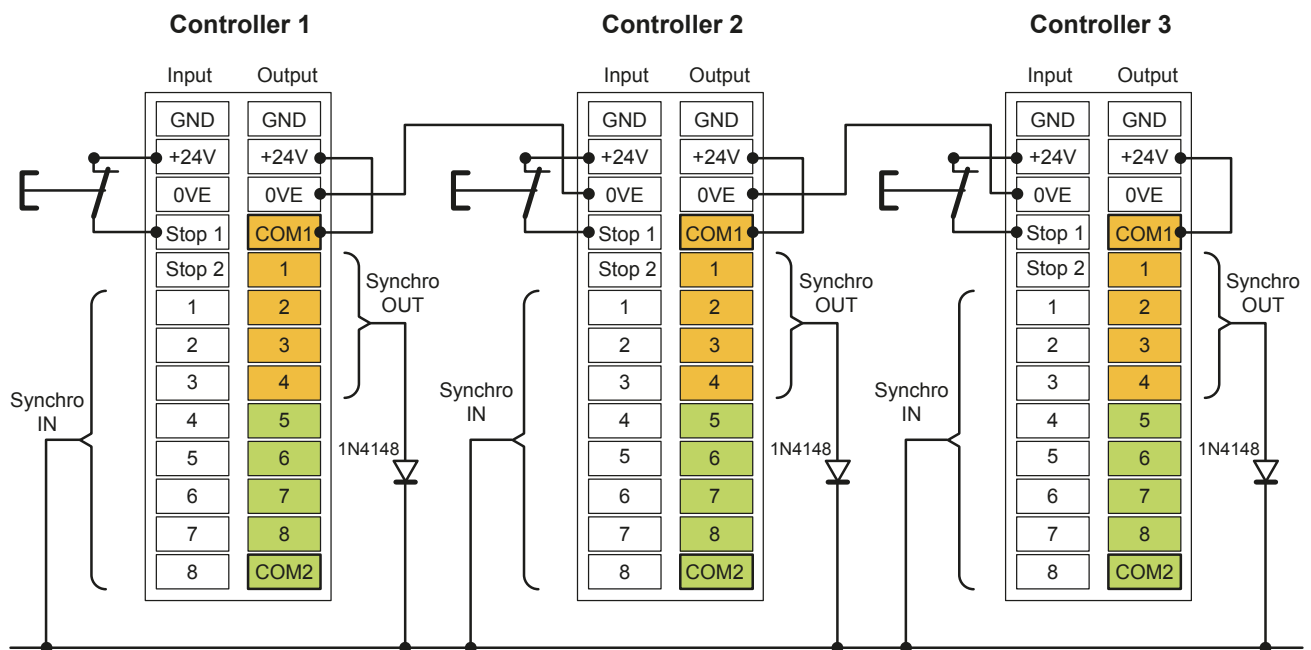 Controller 1
Controller 2
Controller 3
Input
Output
Input
Output
Input
Output
GND
GND
GND
GND
GND
GND
+24V
+24V
+24V
+24V
+24V
+24V
0VE
0VE
0VE
0VE
0VE
0VE
Stop 1
COM1
Stop 1
COM1
Stop 1
COM1
Stop 2
1
Synchro
OUT
Stop 2
1
Synchro
OUT
Stop 2
1
Synchro
OUT
1
2
1
2
1
2
2
3
2
3
2
3
Synchro
IN
3
4
Synchro
IN
3
4
Synchro
IN
3
4
4
5
4
5
4
5
5
6
1N4148
5
6
1N4148
5
6
1N4148
6
7
6
7
6
7
7
8
7
8
7
8
8
COM2
8
COM2
8
COM2